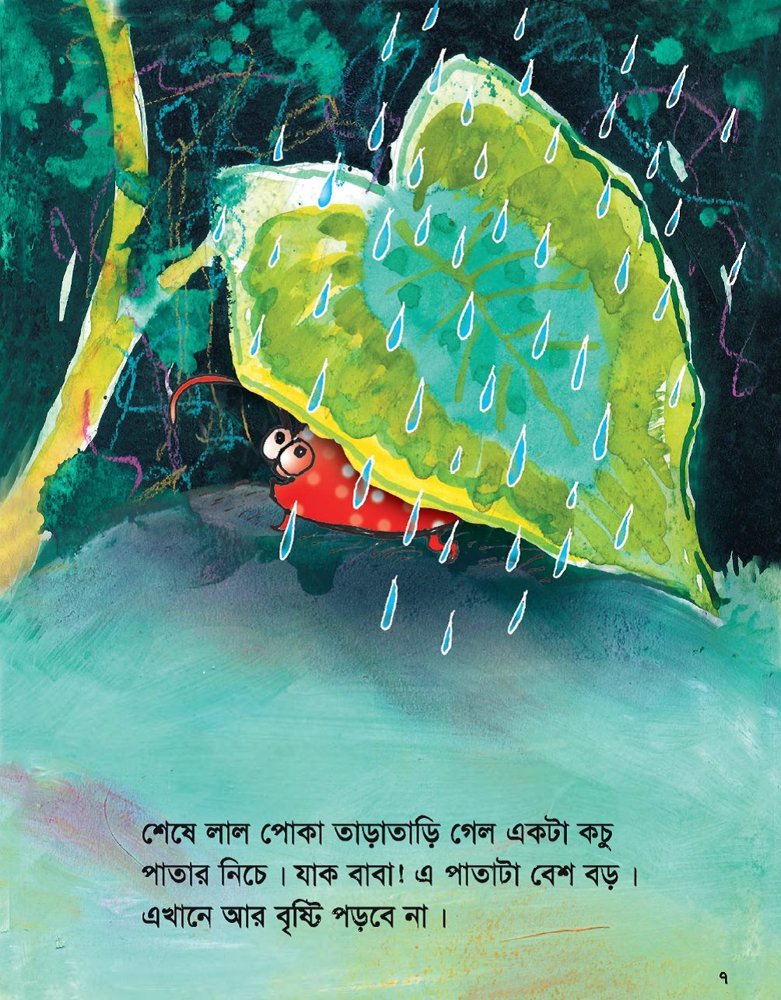 শেষে লাল পোকা তাড়াতাড়ি গেল একটা কচু
পাতার নিচে । যাক বাবা! এ পাতাটা বেশ বড় ।
এখানে আর বৃষ্টি পড়বে না ।
৭